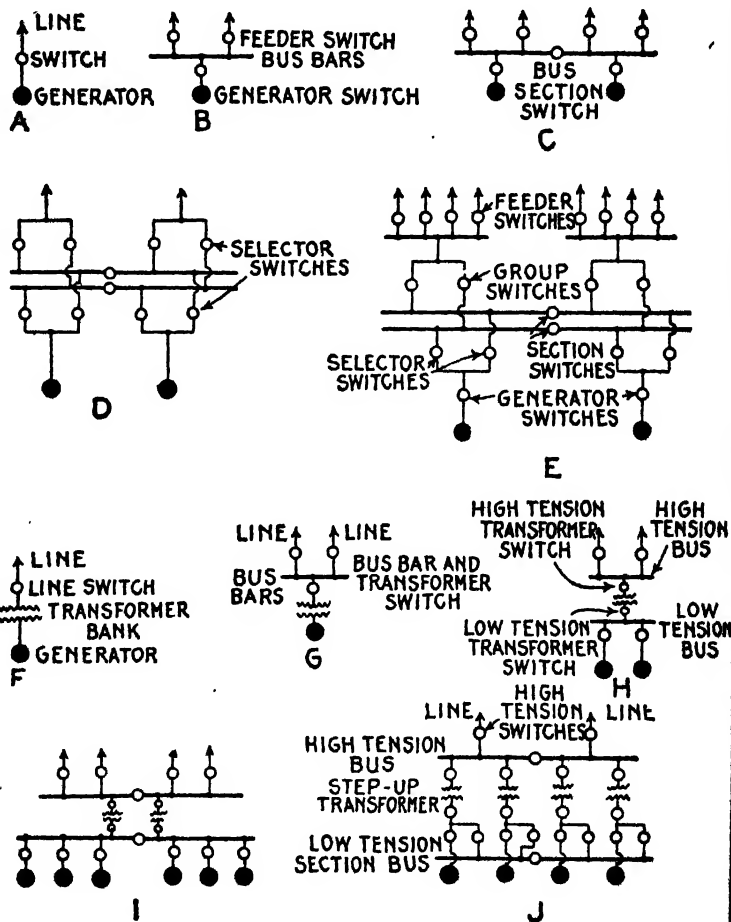 LINE
SWITCH
GENERATOR
A
FEEDER SWITCH
BUS BARS
GENERATOR SWITCH
B
BUS
SECTION
SWITCH
C
SELECTOR
SWITCHES
D
FEEDER
SWITCHES
GROUP
SWITCHES
SELECTOR
SWITCHES
SECTION
SWITCHES
GENERATOR
SWITCHES
E
LINE
LINE SWITCH
TRANSFORMER
BANK
GENERATOR
F
LINE LINE
BUS
BARS
BUS BAR AND
TRANSFORMER
SWITCH
G
HIGH TENSION
TRANSFORMER
SWITCH
HIGH
TENSION
BUS
LOW TENSION
TRANSFORMER
SWITCH
LOW
TENSION
BUS
H
I
LINE
HIGH
TENSION
SWITCHES
LINE
HIGH TENSION
BUS
STEP-UP
TRANSFORMER
LOW TENSION
SECTION BUS
J